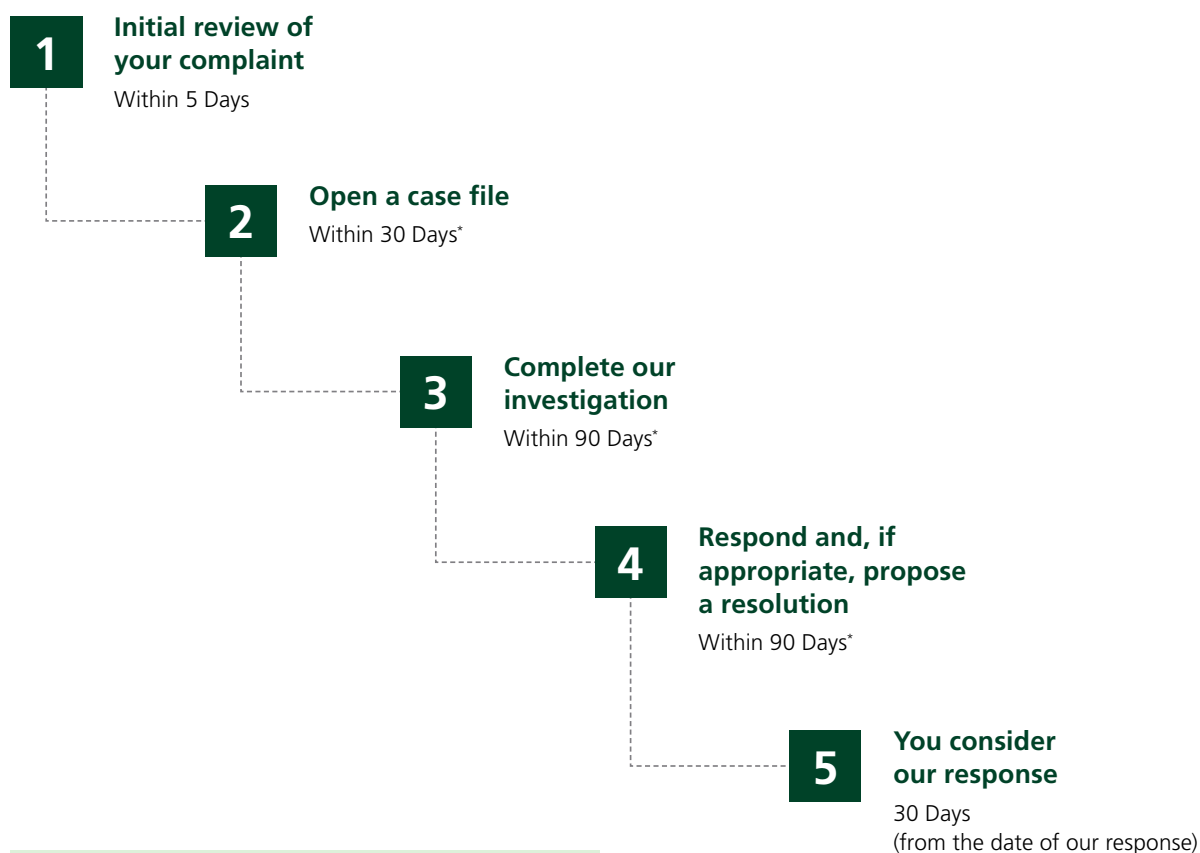 1
Initial review of
your complaint
Within 5 Days
2
Open a case file
Within 30 Days*
3
Complete our
investigation
Within 90 Days*
4
Respond and, if
appropriate, propose
a resolution
Within 90 Days*
5
You consider
our response
30 Days
(from the date of our response)